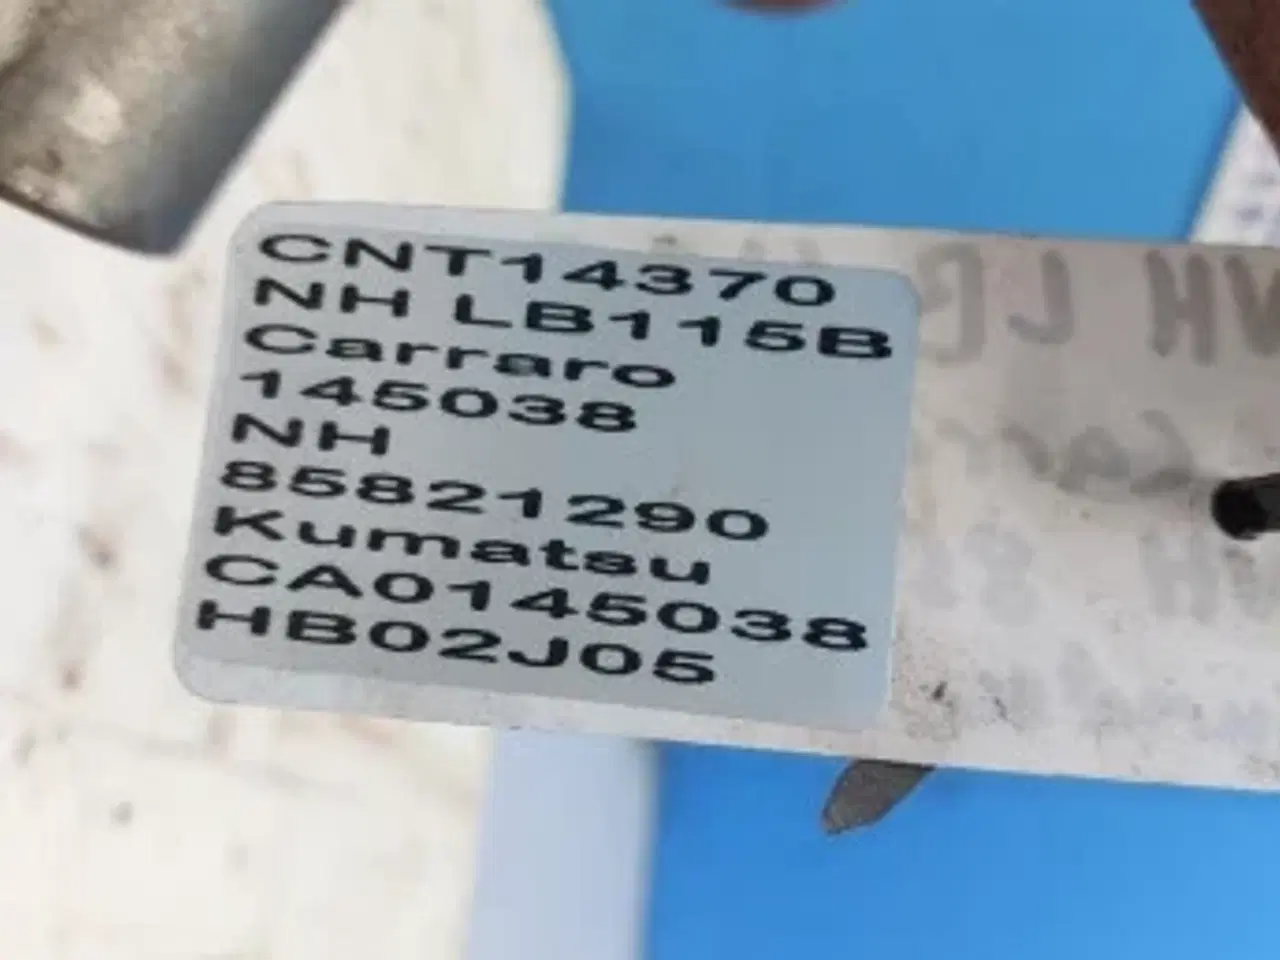 CNT14370
NH LB115B
Carraro
145038
NH
85821290
Kumatsu
CA0145038
HB02J05